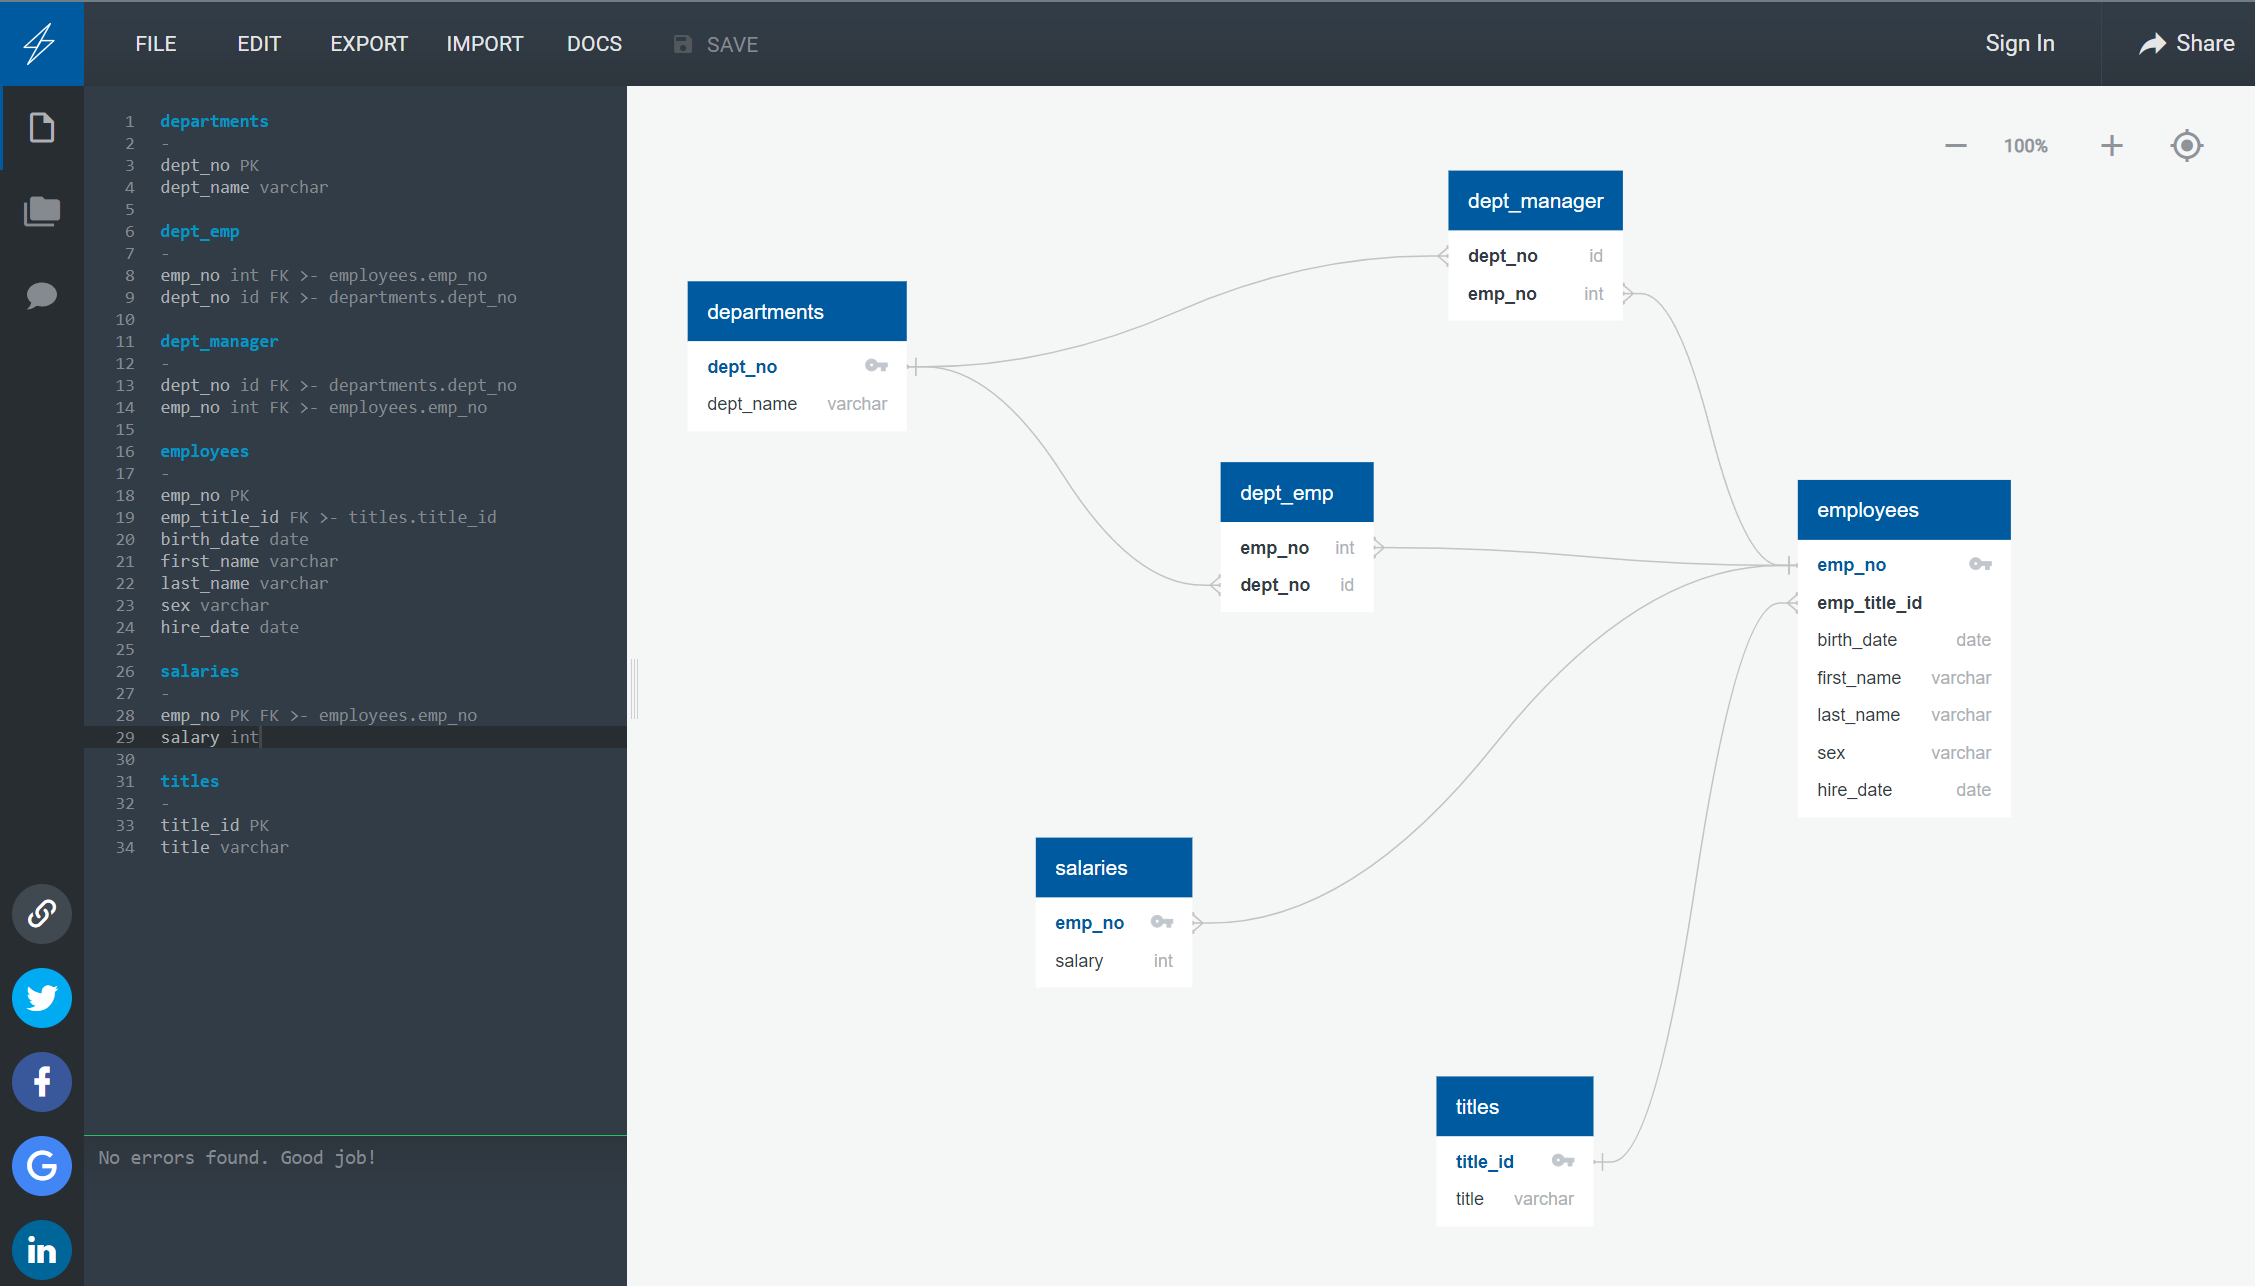 FILE EDIT EXPORT IMPORT DOCS SAVE Sign In Share
1 departments
2 -
3 dept_no PK
4 dept_name varchar
5
6 dept_emp
7 -
8 emp_no int FK >- employees.emp_no
9 dept_no id FK >- departments.dept_no
10
11 dept_manager
12 -
13 dept_no id FK >- departments.dept_no
14 emp_no int FK >- employees.emp_no
15
16 employees
17 -
18 emp_no PK
19 emp_title_id FK >- titles.title_id
20 birth_date date
21 first_name varchar
22 last_name varchar
23 sex varchar
24 hire_date date
25
26 salaries
27 -
28 emp_no PK FK >- employees.emp_no
29 salary int
30
31 titles
32 -
33 title_id PK
34 title varchar
No errors found. Good job!
100%
departments
dept_no
dept_name varchar
dept_manager
dept_no id
emp_no int
dept_emp
emp_no int
dept_no id
employees
emp_no
emp_title_id
birth_date date
first_name varchar
last_name varchar
sex varchar
hire_date date
salaries
emp_no
salary int
titles
title_id
title varchar